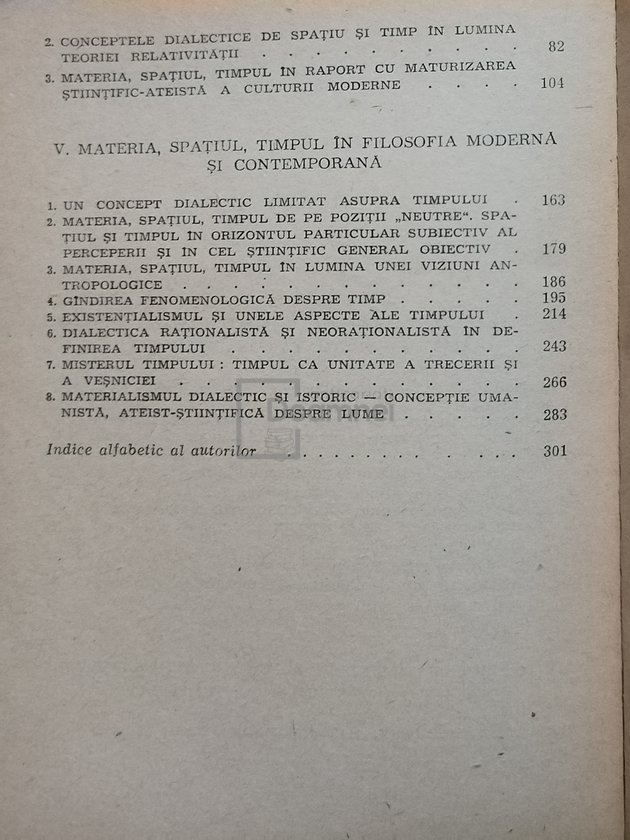 2. CONCEPTELE DIALECTICE DE SPAȚIU ȘI TIMP ÎN LUMINA
TEORIEI RELATIVITĂȚII . . . . . . . . . 82
3. MATERIA, SPAȚIUL, TIMPUL ÎN RAPORT CU MATURIZAREA
ȘTIINȚIFIC-ATEISTĂ A CULTURII MODERNE . . . . 104
V. MATERIA, SPAȚIUL, TIMPUL ÎN FILOSOFIA MODERNĂ
ȘI CONTEMPORANĂ
1. UN CONCEPT DIALECTIC LIMITAT ASUPRA TIMPULUI . 163
2. MATERIA, SPAȚIUL, TIMPUL DE PE POZIȚII „NEUTRE“. SPA-
ȚIUL ȘI TIMPUL ÎN ORIZONTUL PARTICULAR SUBIECTIV AL
PERCEPERII ȘI ÎN CEL ȘTIINȚIFIC GENERAL OBIECTIV . 179
3. MATERIA, SPAȚIUL, TIMPUL ÎN LUMINA UNEI VIZIUNI AN-
TROPOLOGICE . . . . . . . . . . . 186
4. GÎNDIREA FENOMENOLOGICĂ DESPRE TIMP . . . . 195
5. EXISTENȚIALISMUL ȘI UNELE ASPECTE ALE TIMPULUI . 214
6. DIALECTICA RAȚIONALISTĂ ȘI NEORAȚIONALISTĂ ÎN DE-
FINIREA TIMPULUI . . . . . . . . . . 243
7. MISTERUL TIMPULUI : TIMPUL CA UNITATE A TRECERII ȘI
A VEȘNICIEI . . . . . . . . . . . 266
8. MATERIALISMUL DIALECTIC ȘI ISTORIC — CONCEPȚIE UMA-
NISTĂ, ATEIST-ȘTIINȚIFICĂ DESPRE LUME . . . . . 283
Indice alfabetic al autorilor . . . . . . . . . . . 301